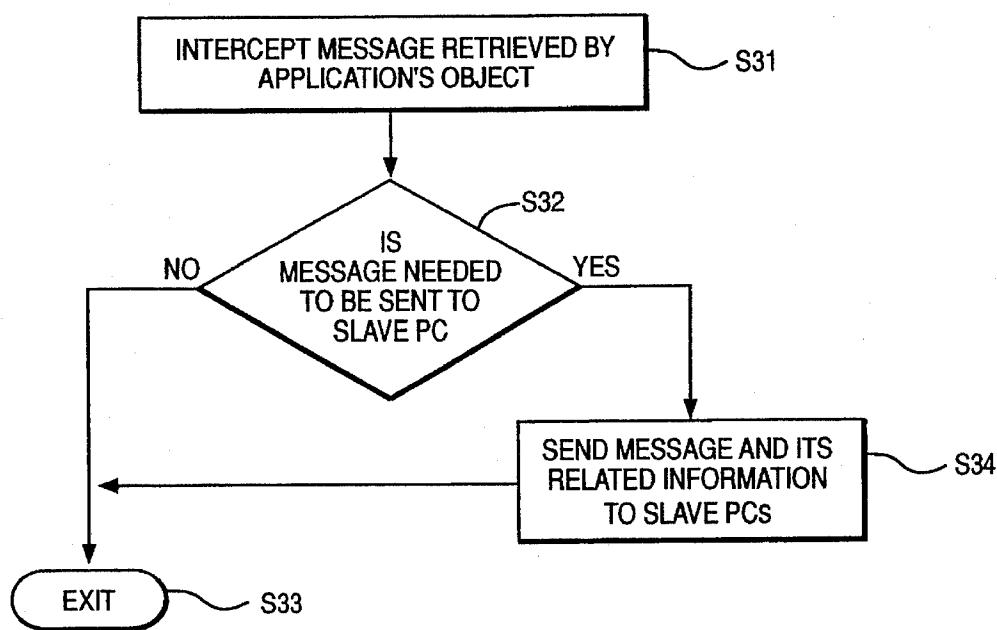 INTERCEPT MESSAGE RETRIEVED BY
APPLICATION'S OBJECT
S31
S32
IS
MESSAGE NEEDED
TO BE SENT TO
SLAVE PC
NO
YES
SEND MESSAGE AND ITS
RELATED INFORMATION
TO SLAVE PCs
S34
EXIT
S33